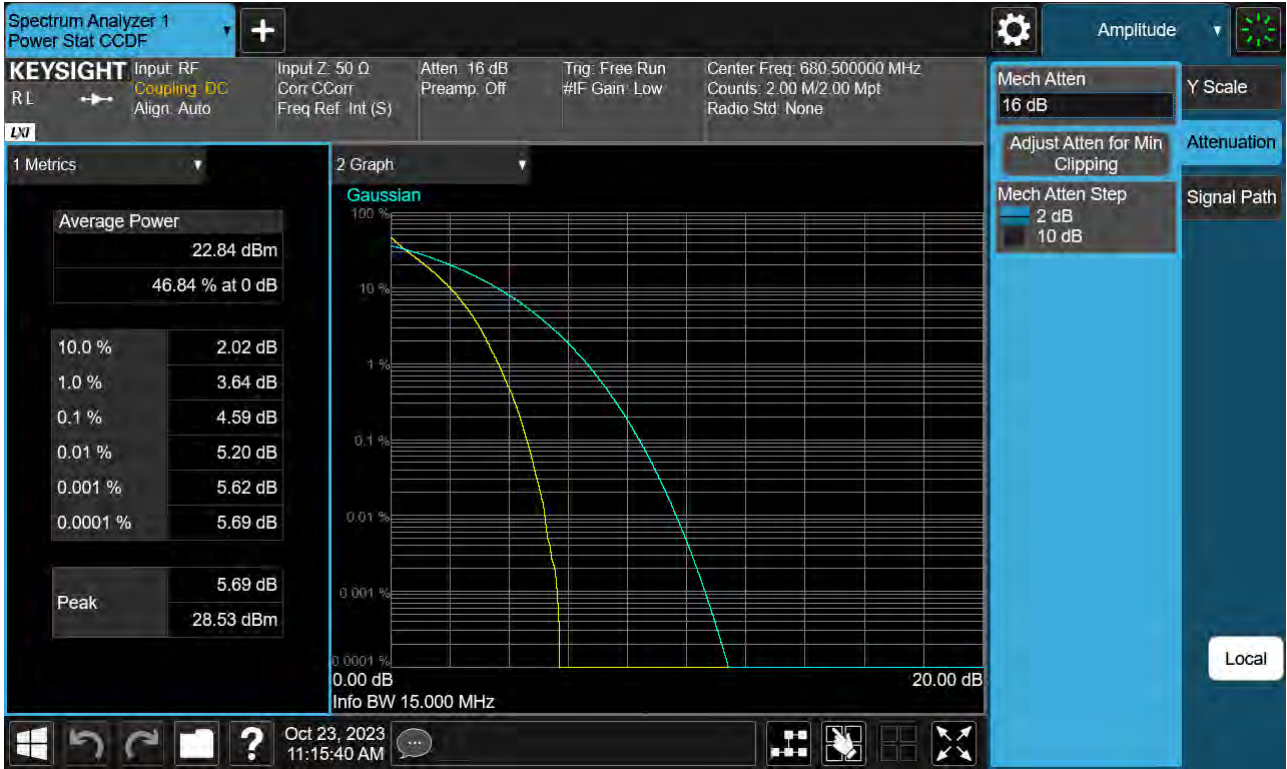 Spectrum Analyzer 1
Power Stat CCDF
Amplitude
KEYSIGHT
R L
LXI
Input: RF
Coupling: DC
Align: Auto
Input Z: 50 Ω
Corr CCorr
Freq Ref: Int (S)
Atten: 16 dB
Preamp: Off
Trig: Free Run
#IF Gain: Low
Center Freq: 680.500000 MHz
Counts: 2.00 M/2.00 Mpt
Radio Std: None
1 Metrics
Average Power
22.84 dBm
46.84 % at 0 dB
10.0 % 2.02 dB
1.0 % 3.64 dB
0.1 % 4.59 dB
0.01 % 5.20 dB
0.001 % 5.62 dB
0.0001 % 5.69 dB
Peak
5.69 dB
28.53 dBm
2 Graph
Gaussian
100 %
10 %
1 %
0.1 %
0.01 %
0.001 %
0.0001 %
0.00 dB 20.00 dB
Info BW 15.000 MHz
Mech Atten
16 dB
Adjust Atten for Min
Clipping
Mech Atten Step
2 dB
10 dB
Y Scale
Attenuation
Signal Path
Local
?
Oct 23, 2023
11:15:40 AM